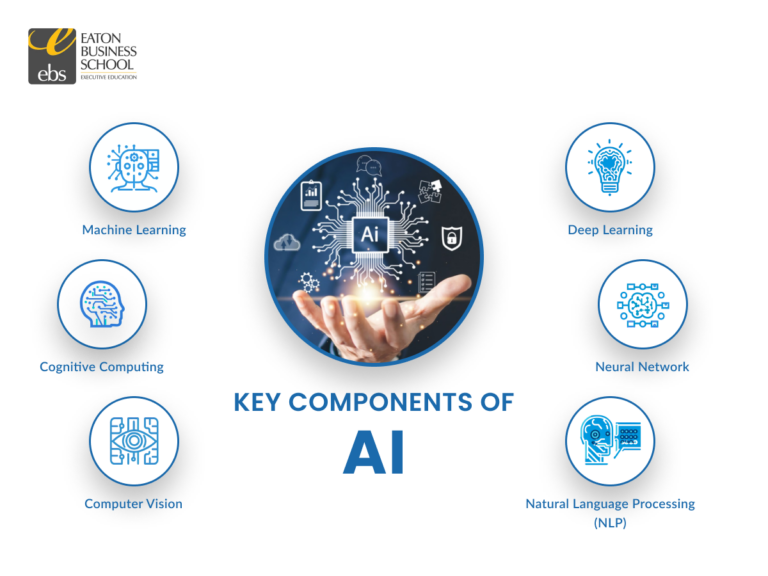 EATON
BUSINESS
SCHOOL
EXECUTIVE EDUCATION
ebs
Machine Learning
Deep Learning
Ai
Cognitive Computing
Neural Network
KEY COMPONENTS OF
AI
Computer Vision
Natural Language Processing
(NLP)